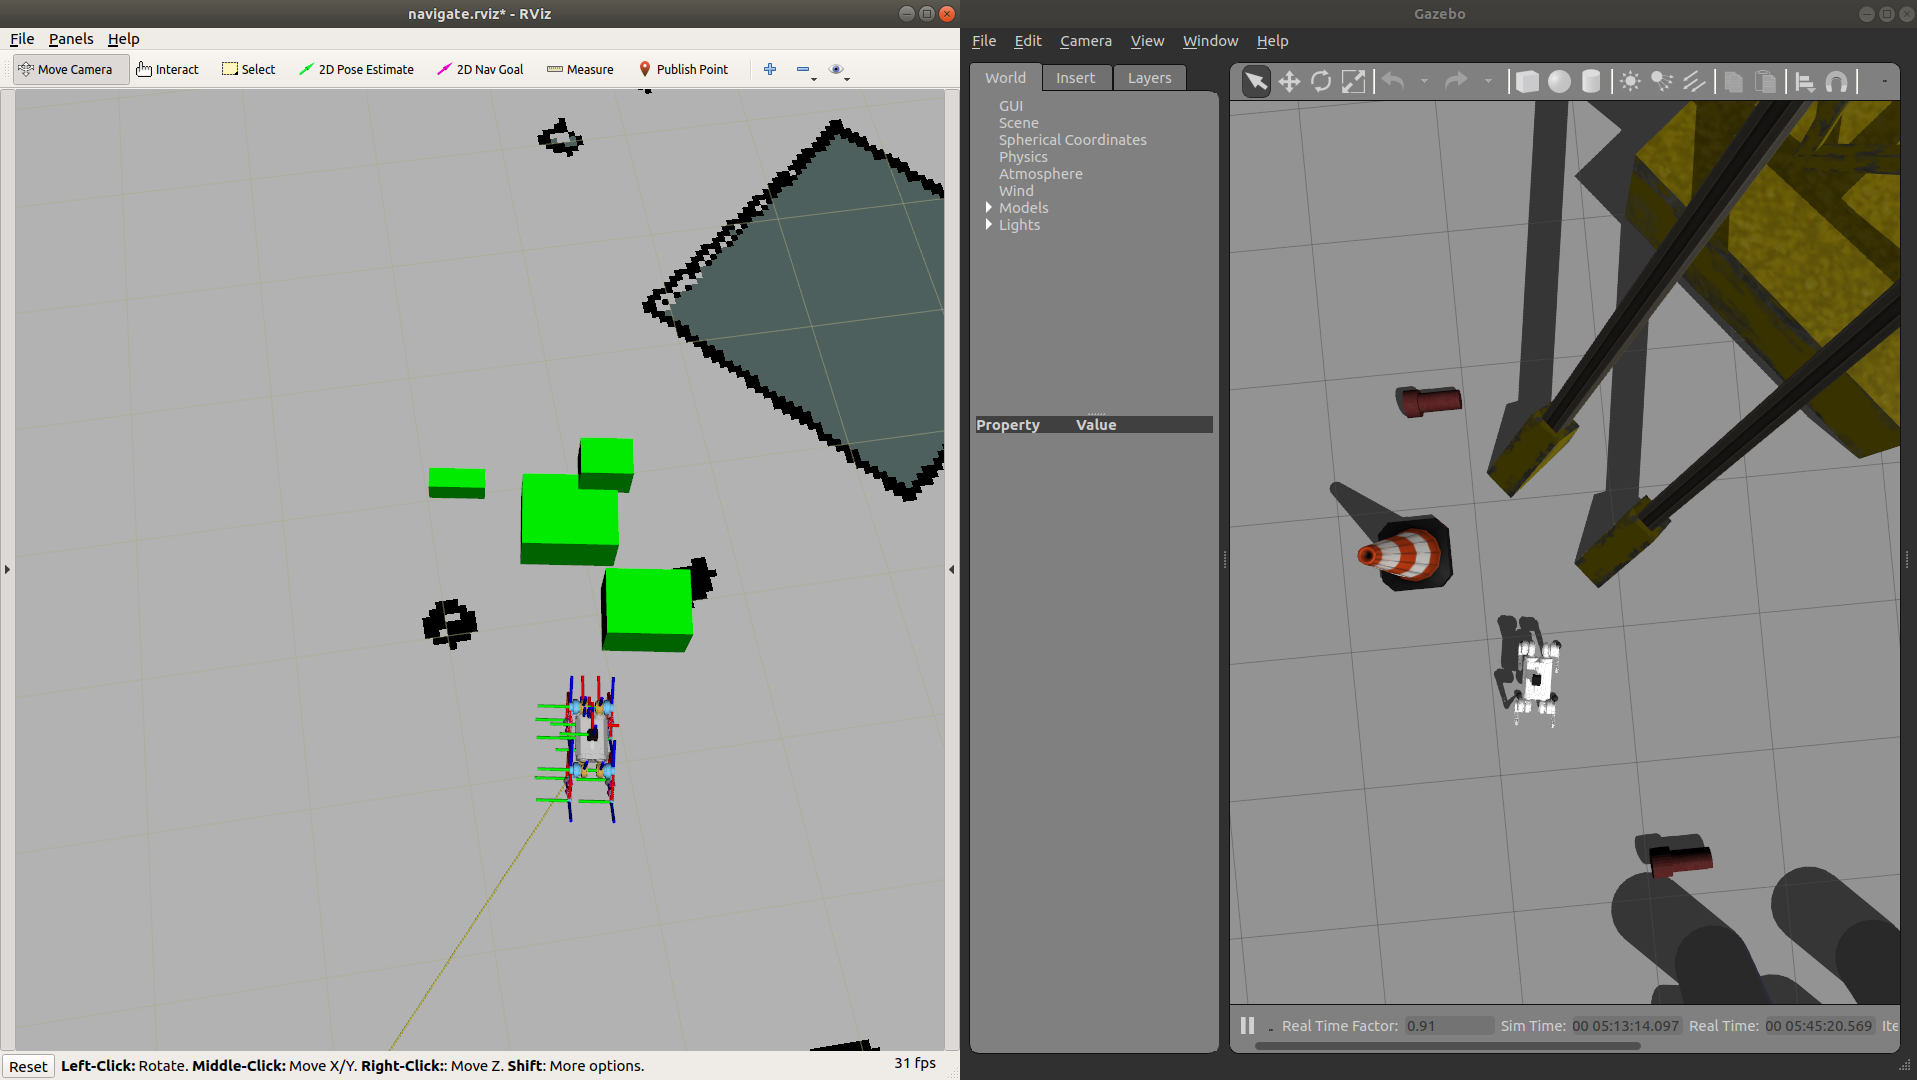 navigate.rviz* - RViz
File Panels Help
Move Camera Interact Select 2D Pose Estimate 2D Nav Goal Measure Publish Point
Reset Left-Click: Rotate. Middle-Click: Move X/Y. Right-Click:: Move Z. Shift: More options. 31 fps
Gazebo
File Edit Camera View Window Help
World Insert Layers
GUI
Scene
Spherical Coordinates
Physics
Atmosphere
Wind
Models
Lights
Property Value
Real Time Factor: 0.91 Sim Time: 00 05:13:14.097 Real Time: 00 05:45:20.569 Ite